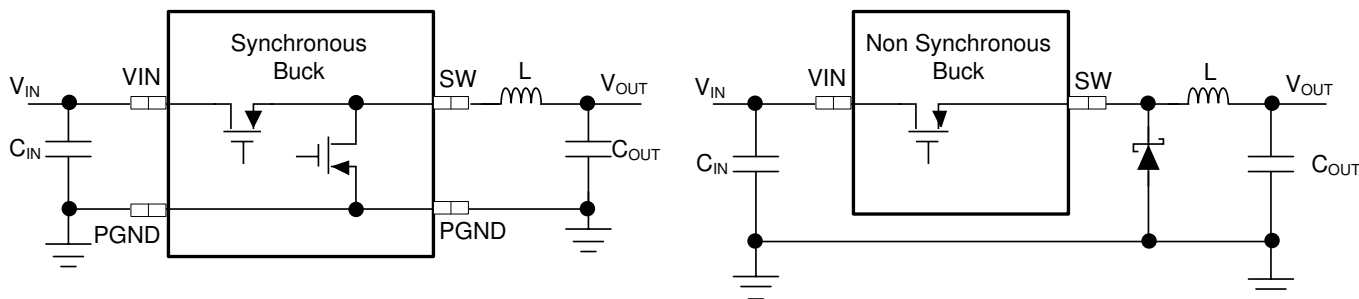 Synchronous
Buck
VIN
VIN
SW
L
VOUT
CIN
COUT
PGND
PGND
Non Synchronous
Buck
VIN
VIN
SW
L
VOUT
CIN
COUT